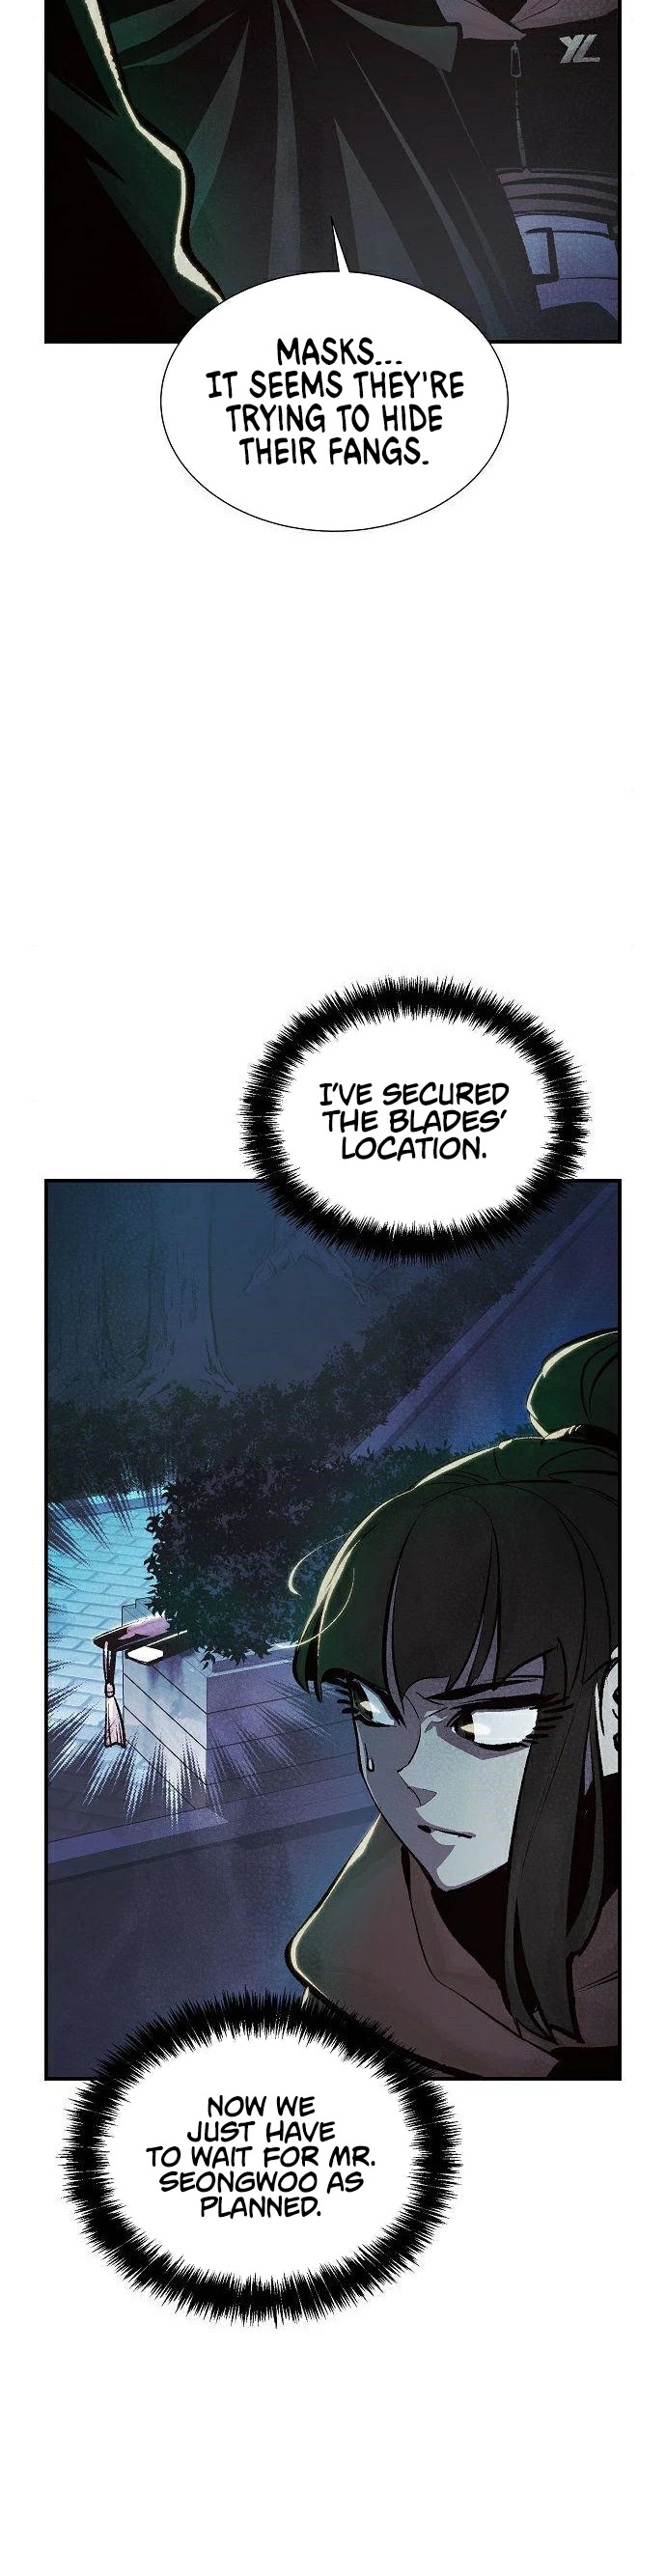 YL
MASKS...
IT SEEMS THEY'RE
TRYING TO HIDE
THEIR FANGS.
I'VE SECURED
THE BLADES'
LOCATION.
NOW WE
JUST HAVE
TO WAIT FOR MR.
SEONGWOO AS
PLANNED.